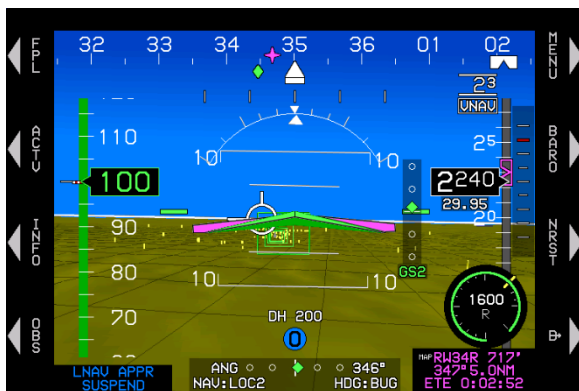 32 33 34 35 36 01 02
FPL
MENU
23
VNAV
ACTV
110
25
BARO
10 10
100
2240
29.95
90
20
INFO
NRST
GS2
80
10 10
1600
R
70
DH 200
0
OBS
ANG 346°
MAP RW34R 717'
347° 5.0NM
ETE 0:02:52
LNAV APPR
SUSPEND
NAV:LOC2 HDG:BUG